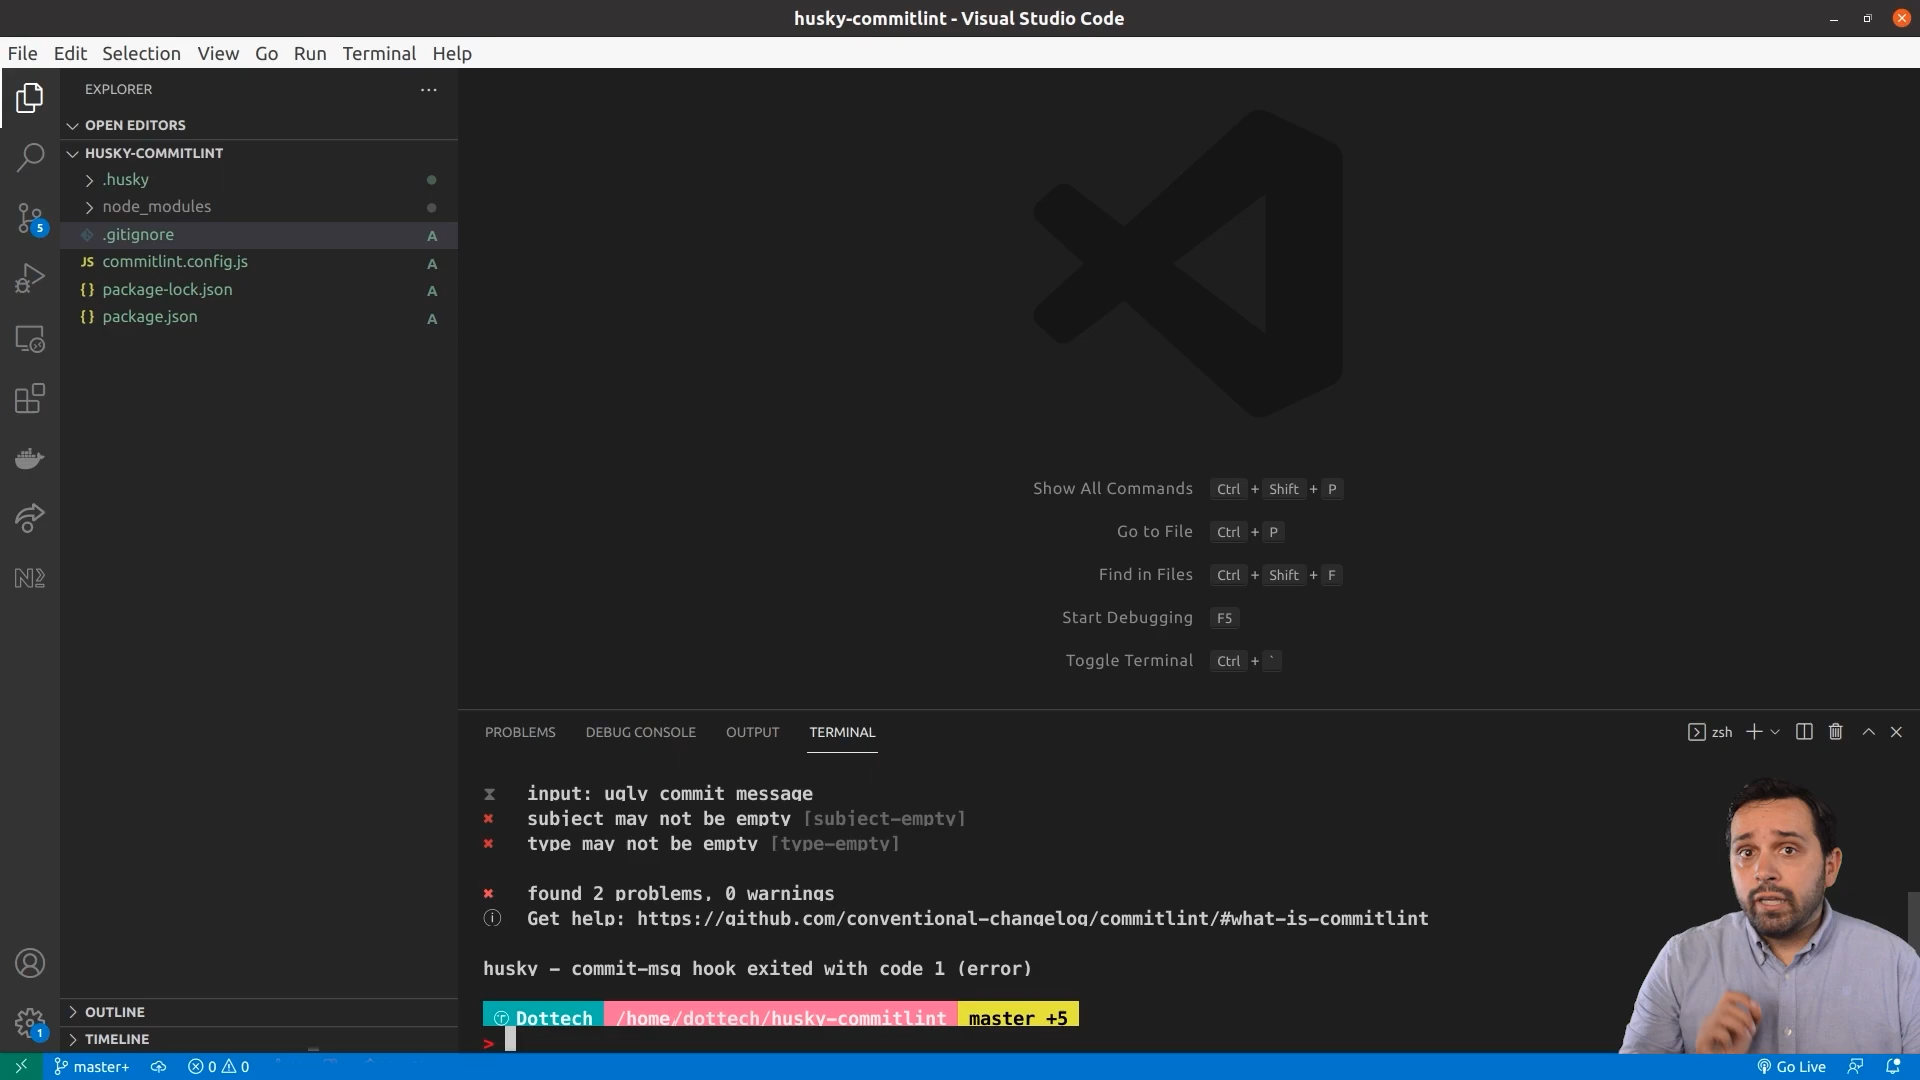 husky-commitlint - Visual Studio Code
File Edit Selection View Go Run Terminal Help
EXPLORER
OPEN EDITORS
HUSKY-COMMITLINT
.husky
node_modules
.gitignore A
JS commitlint.config.js A
{} package-lock.json A
{} package.json A
5
Show All Commands Ctrl + Shift + P
Go to File Ctrl + P
Find in Files Ctrl + Shift + F
Start Debugging F5
Toggle Terminal Ctrl + `
PROBLEMS DEBUG CONSOLE OUTPUT TERMINAL
zsh
input: ugly commit message
subject may not be empty [subject-empty]
type may not be empty [type-empty]
found 2 problems, 0 warnings
Get help: https://github.com/conventional-changelog/commitlint/#what-is-commitlint
husky - commit-msg hook exited with code 1 (error)
Dottech /home/dottech/husky-commitlint master +5
>
OUTLINE
1
TIMELINE
master+ 0 0 Go Live